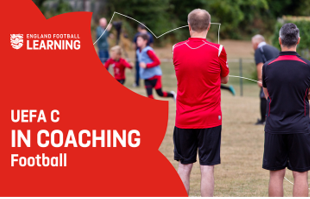 ENGLAND FOOTBALL
LEARNING
UEFA C
IN COACHING
Football